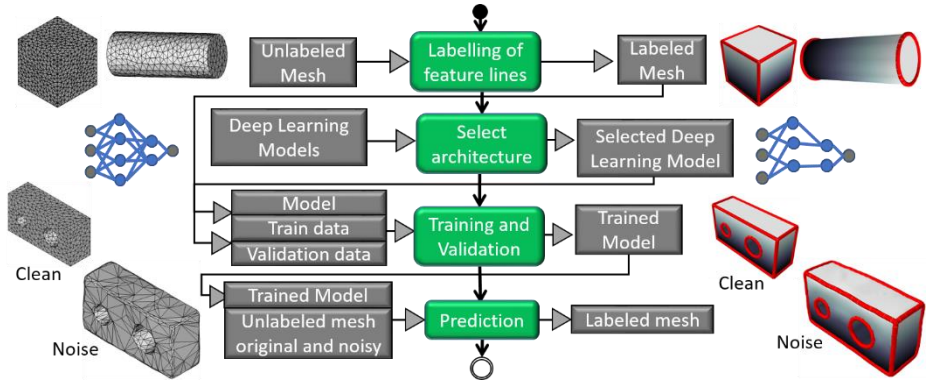 Unlabeled
Mesh
Labelling of
feature lines
Labeled
Mesh
Deep Learning
Models
Select
architecture
Selected Deep
Learning Model
Model
Train data
Validation data
Training and
Validation
Trained
Model
Clean
Clean
Trained Model
Unlabeled mesh
original and noisy
Prediction
Labeled mesh
Noise
Noise